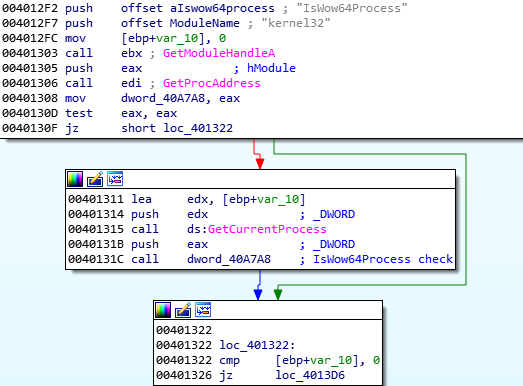 004012F2 push    offset aIswow64process ; "IsWow64Process"
004012F7 push    offset ModuleName ; "kernel32"
004012FC mov     [ebp+var_10], 0
00401303 call    ebx ; GetModuleHandleA
00401305 push    eax             ; hModule
00401306 call    edi ; GetProcAddress
00401308 mov     dword_40A7A8, eax
0040130D test    eax, eax
0040130F jz      short loc_401322
00401311 lea     edx, [ebp+var_10]
00401314 push    edx             ; _DWORD
00401315 call    ds:GetCurrentProcess
0040131B push    eax             ; _DWORD
0040131C call    dword_40A7A8    ; IsWow64Process check
00401322
00401322 loc_401322:
00401322 cmp     [ebp+var_10], 0
00401326 jz      loc_4013D6